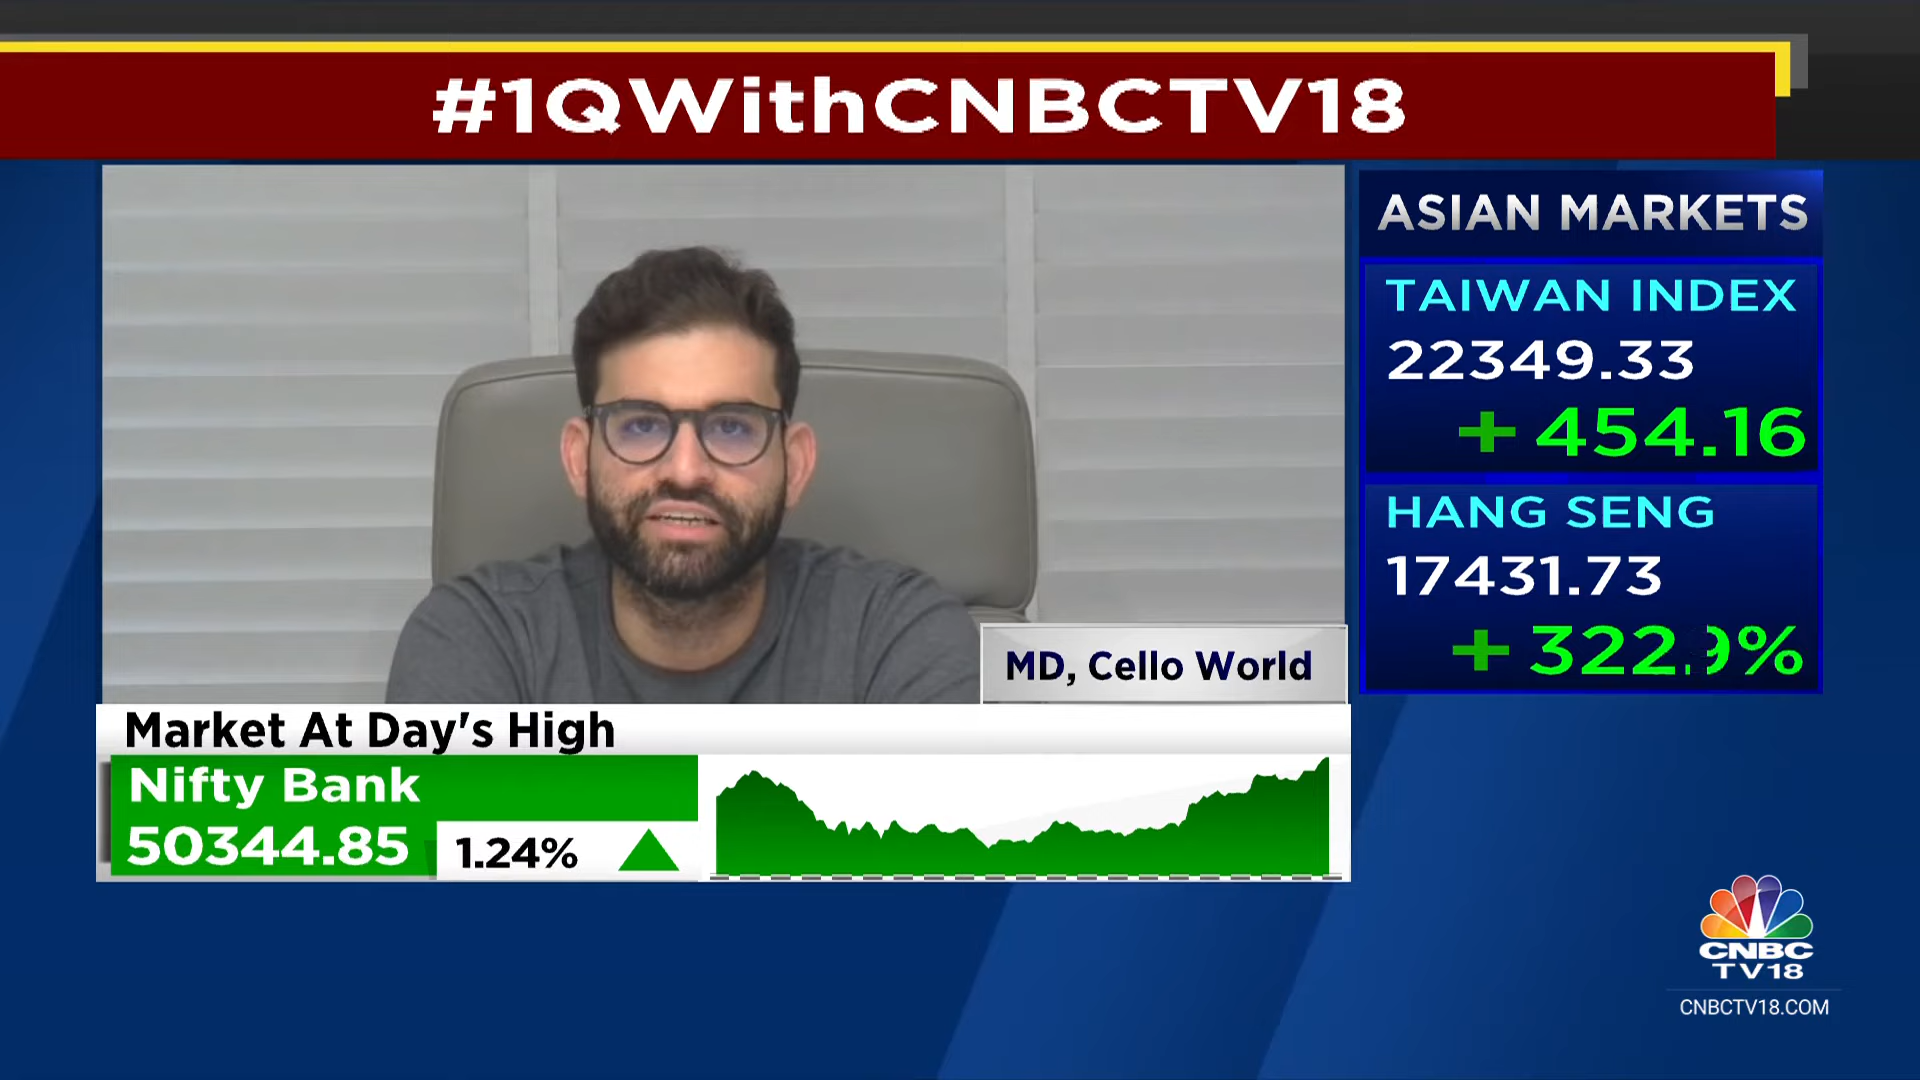 #1QWithCNBCTV18
ASIAN MARKETS
TAIWAN INDEX
22349.33
+ 454.16
HANG SENG
17431.73
MD, Cello World
Market At Day's High
Nifty Bank
50344.85
1.24%
CNBC
TV18
CNBCTV18.COM